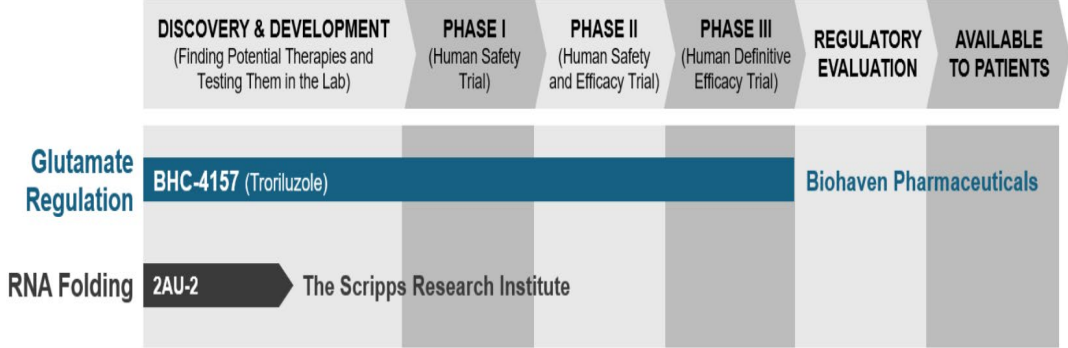 DISCOVERY & DEVELOPMENT
(Finding Potential Therapies and
Testing Them in the Lab)
PHASE I
(Human Safety
Trial)
PHASE II
(Human Safety
and Efficacy Trial)
PHASE III
(Human Definitive
Efficacy Trial)
REGULATORY
EVALUATION
AVAILABLE
TO PATIENTS
Glutamate
Regulation
BHC-4157 (Troriluzole)
Biohaven Pharmaceuticals
RNA Folding
2AU-2
The Scripps Research Institute